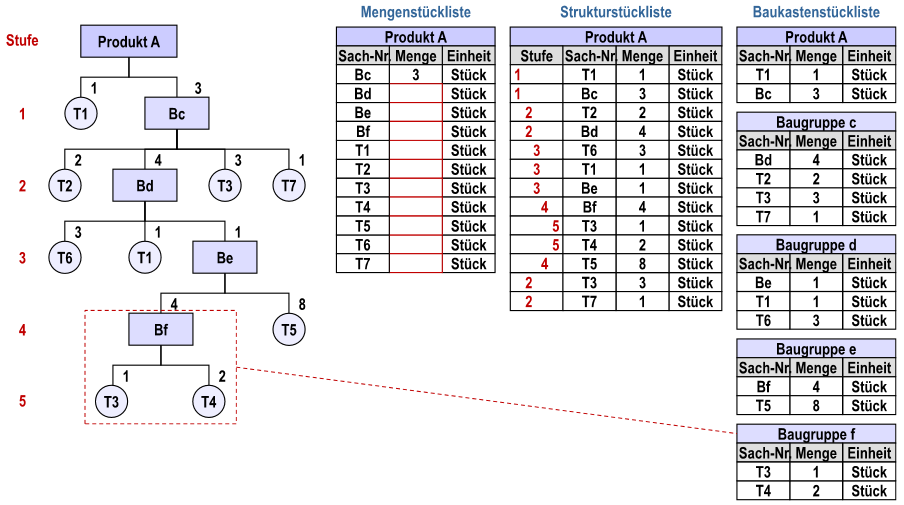 Mengenstückliste Strukturstückliste Baukastenstückliste
Stufe
Produkt A
1 3
1 T1 Bc
2 4 3 1
2 T2 Bd T3 T7
3 1 1
3 T6 T1 Be
4 8
4 Bf T5
1 2
5 T3 T4
Produkt A
Sach-Nr. Menge Einheit
Bc 3 Stück
Bd Stück
Be Stück
Bf Stück
T1 Stück
T2 Stück
T3 Stück
T4 Stück
T5 Stück
T6 Stück
T7 Stück
Produkt A
Stufe Sach-Nr. Menge Einheit
1 T1 1 Stück
1 Bc 3 Stück
2 T2 2 Stück
2 Bd 4 Stück
3 T6 3 Stück
3 T1 1 Stück
3 Be 1 Stück
4 Bf 4 Stück
5 T3 1 Stück
5 T4 2 Stück
4 T5 8 Stück
2 T3 3 Stück
2 T7 1 Stück
Produkt A
Sach-Nr. Menge Einheit
T1 1 Stück
Bc 3 Stück
Baugruppe c
Sach-Nr. Menge Einheit
Bd 4 Stück
T2 2 Stück
T3 3 Stück
T7 1 Stück
Baugruppe d
Sach-Nr. Menge Einheit
Be 1 Stück
T1 1 Stück
T6 3 Stück
Baugruppe e
Sach-Nr. Menge Einheit
Bf 4 Stück
T5 8 Stück
Baugruppe f
Sach-Nr. Menge Einheit
T3 1 Stück
T4 2 Stück